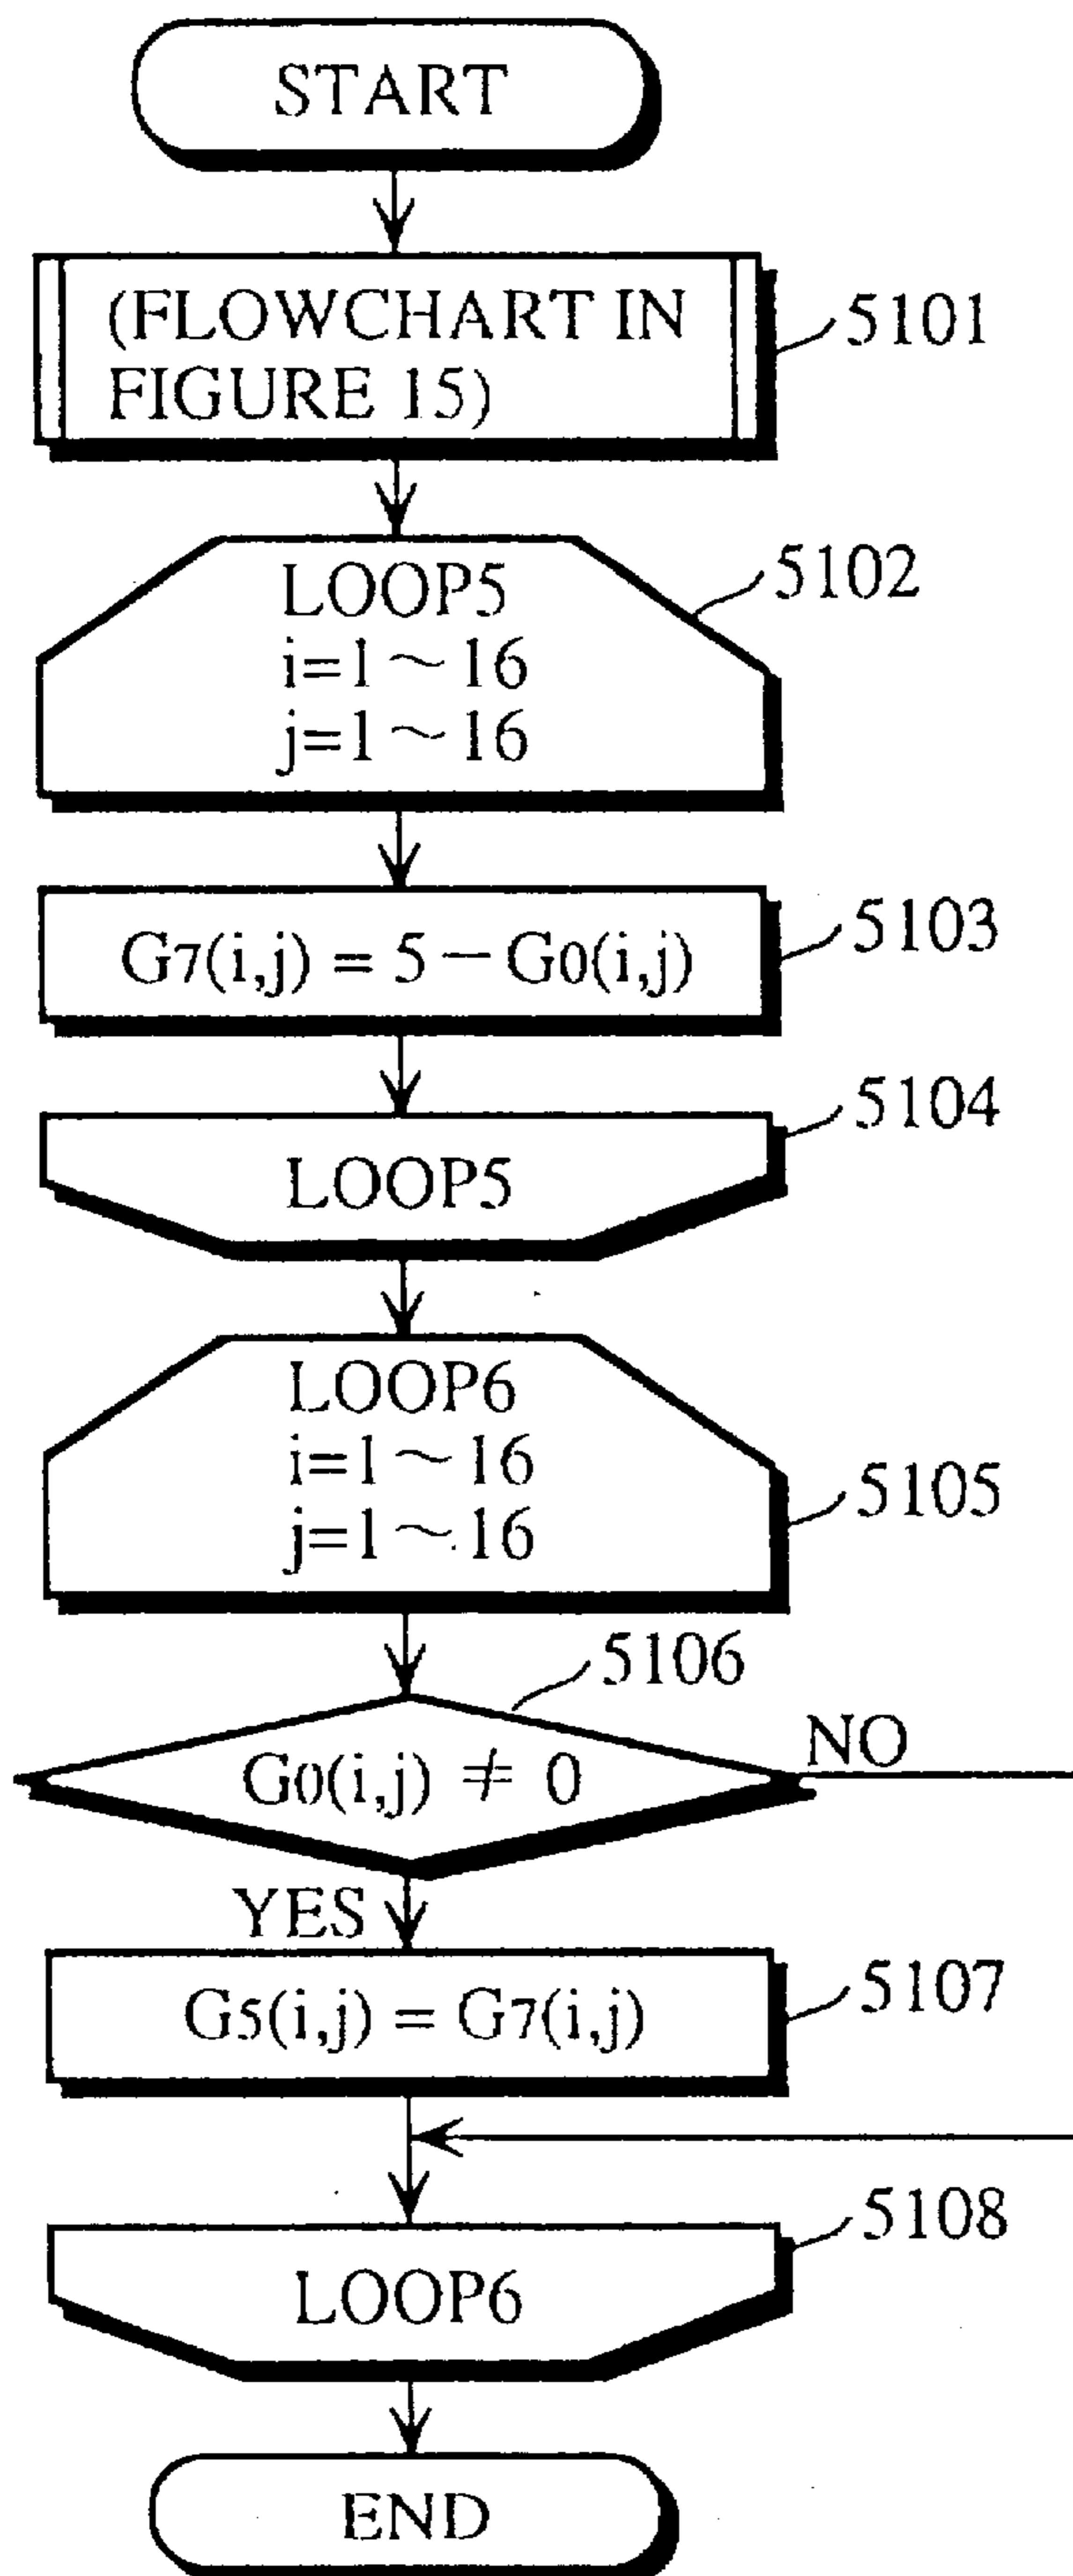 START
(FLOWCHART IN
FIGURE 15)
5101
LOOP5
i=1～16
j=1～16
5102
G7(i,j) = 5－G0(i,j)
5103
LOOP5
5104
LOOP6
i=1～16
j=1～16
5105
5106
G0(i,j) ≠ 0
NO
YES
G5(i,j) = G7(i,j)
5107
LOOP6
5108
END